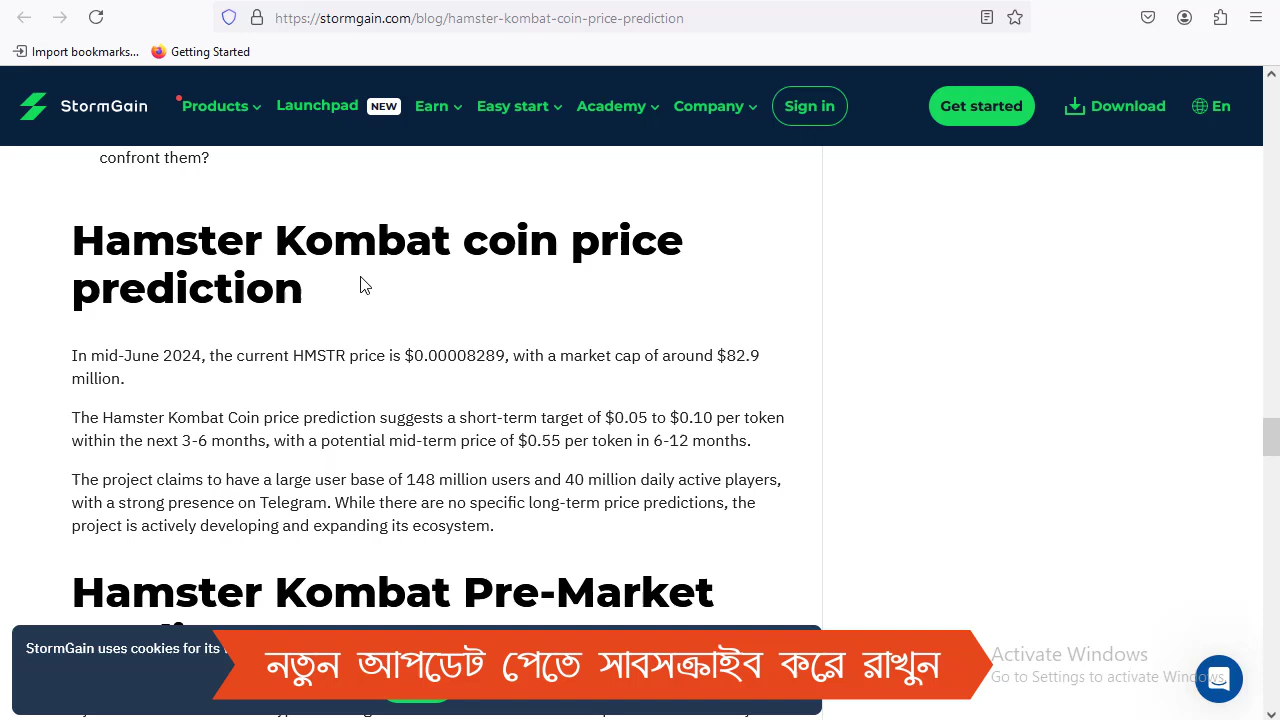 https://stormgain.com/blog/hamster-kombat-coin-price-prediction
Import bookmarks...
Getting Started
StormGain
Products
Launchpad NEW
Earn
Easy start
Academy
Company
Sign in
Get started
Download
En
confront them?
Hamster Kombat coin price
prediction
In mid-June 2024, the current HMSTR price is $0.00008289, with a market cap of around $82.9
million.
The Hamster Kombat Coin price prediction suggests a short-term target of $0.05 to $0.10 per token
within the next 3-6 months, with a potential mid-term price of $0.55 per token in 6-12 months.
The project claims to have a large user base of 148 million users and 40 million daily active players,
with a strong presence on Telegram. While there are no specific long-term price predictions, the
project is actively developing and expanding its ecosystem.
Hamster Kombat Pre-Market
StormGain uses cookies for its
নতুন আপডেট পেতে সাবসক্রাইব করে রাখুন
Activate Windows
Go to Settings to activate Windows.